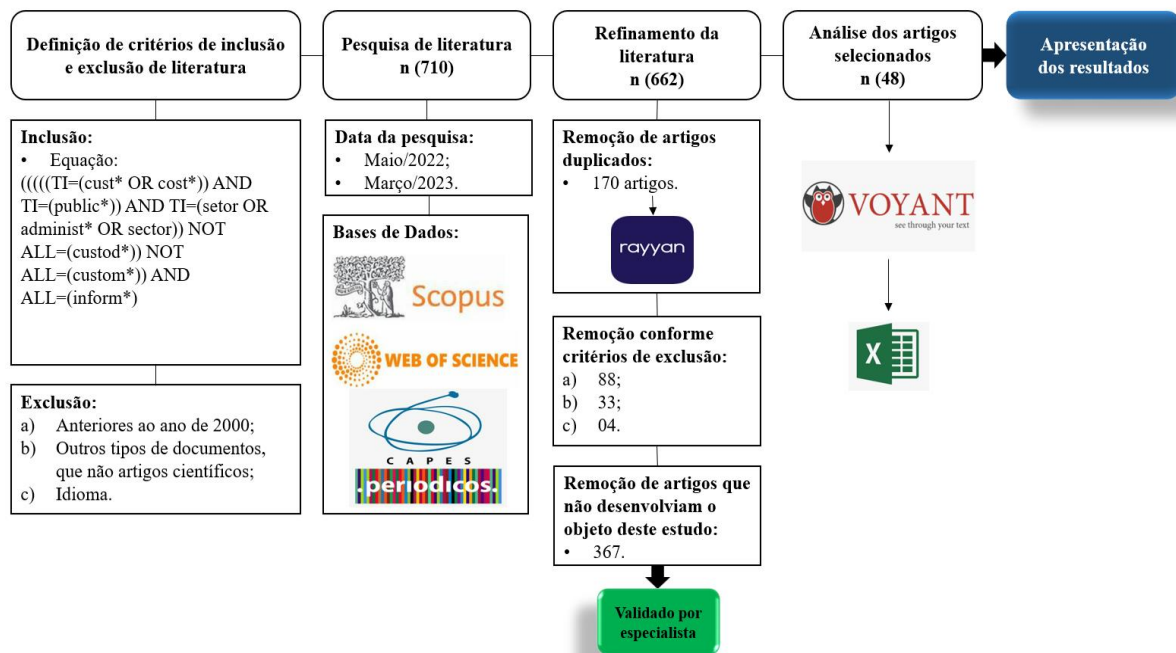 Definição de critérios de inclusão
e exclusão de literatura
Pesquisa de literatura
n (710)
Refinamento da
literatura
n (662)
Análise dos artigos
selecionados
n (48)
Apresentação
dos resultados
Inclusão:
• Equação:
(((((TI=(cust* OR cost*)) AND
TI=(public*)) AND TI=(setor OR
administ* OR sector)) NOT
ALL=(custod*)) NOT
ALL=(custom*)) AND
ALL=(inform*)
Exclusão:
a) Anteriores ao ano de 2000;
b) Outros tipos de documentos,
que não artigos científicos;
c) Idioma.
Data da pesquisa:
• Maio/2022;
• Março/2023.
Bases de Dados:
Scopus
WEB OF SCIENCE
CAPES
.periodicos.
Remoção de artigos
duplicados:
• 170 artigos.
rayyan
Remoção conforme
critérios de exclusão:
a) 88;
b) 33;
c) 04.
Remoção de artigos que
não desenvolviam o
objeto deste estudo:
• 367.
Validado por
especialista
VOYANT
see through your text
X